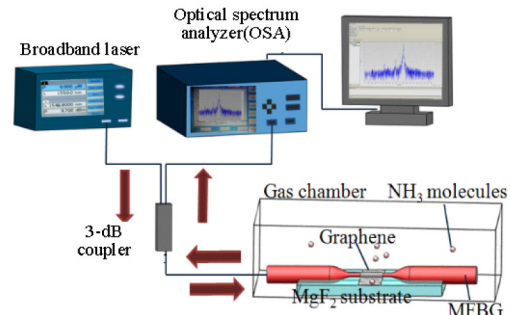 Optical spectrum
analyzer(OSA)
Broadband laser
Gas chamber
NH₃ molecules
3-dB
coupler
Graphene
MgF₂ substrate
MFBG